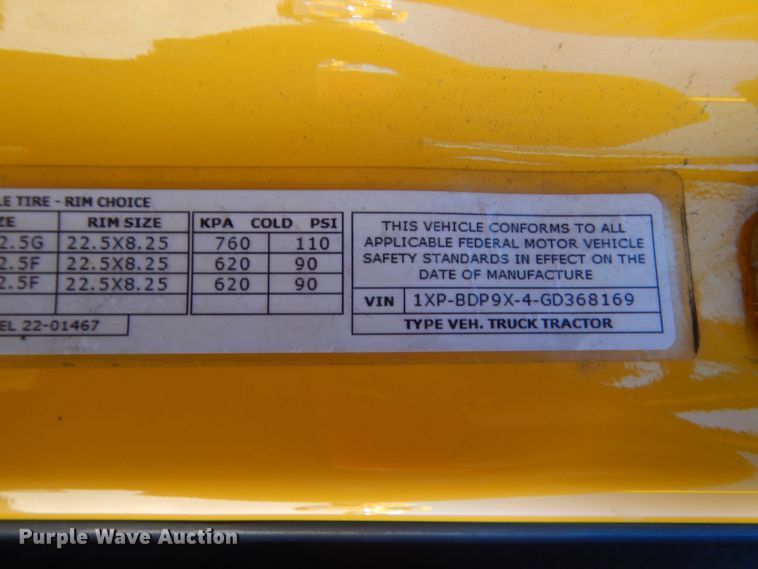 LE TIRE - RIM CHOICE
ZE RIM SIZE KPA COLD PSI
2.5G 22.5X8.25 760 110
2.5F 22.5X8.25 620 90
2.5F 22.5X8.25 620 90
EL 22-01467
THIS VEHICLE CONFORMS TO ALL
APPLICABLE FEDERAL MOTOR VEHICLE
SAFETY STANDARDS IN EFFECT ON THE
DATE OF MANUFACTURE
VIN 1XP-BDP9X-4-GD368169
TYPE VEH. TRUCK TRACTOR
Purple Wave Auction